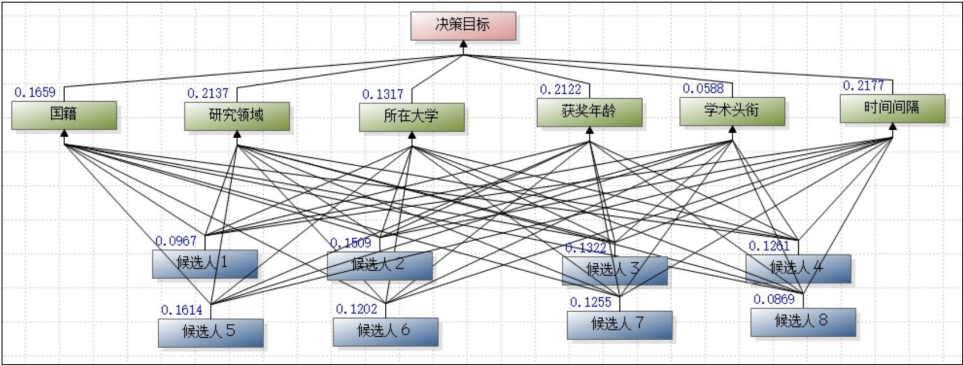 决策目标
0.1659
国籍
0.2137
研究领域
0.1317
所在大学
0.2122
获奖年龄
0.0588
学术头衔
0.2177
时间间隔
0.0967
候选人1
0.1509
候选人2
0.1322
候选人3
0.1261
候选人4
0.1614
候选人5
0.1202
候选人6
0.1255
候选人7
0.0869
候选人8